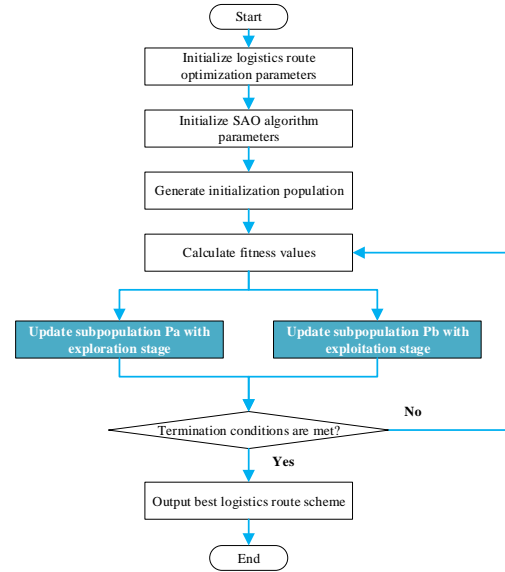 Start
Initialize logistics route
optimization parameters
Initialize SAO algorithm
parameters
Generate initialization population
Calculate fitness values
Update subpopulation Pa with
exploration stage
Update subpopulation Pb with
exploitation stage
Termination conditions are met?
No
Yes
Output best logistics route scheme
End